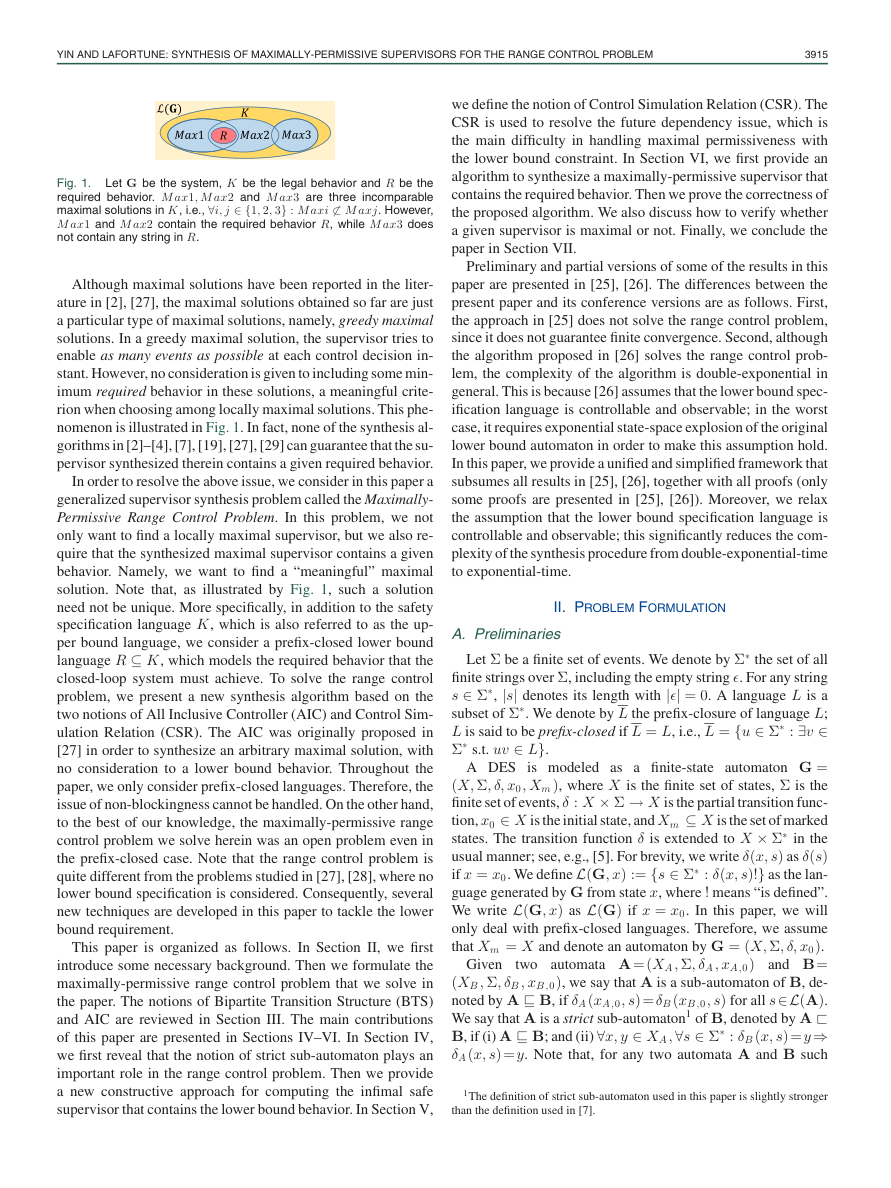 YIN AND LAFORTUNE: SYNTHESIS OF MAXIMALLY-PERMISSIVE SUPERVISORS FOR THE RANGE CONTROL PROBLEM 3915
ℒ(G) K
Max1 R Max2 Max3
Fig. 1. Let G be the system, K be the legal behavior and R be the
required behavior. Max1, Max2 and Max3 are three incomparable
maximal solutions in K, i.e., ∀i, j ∈ {1, 2, 3} : Maxi ⊄ Maxj. However,
Max1 and Max2 contain the required behavior R, while Max3 does
not contain any string in R.
Although maximal solutions have been reported in the liter-
ature in [2], [27], the maximal solutions obtained so far are just
a particular type of maximal solutions, namely, greedy maximal
solutions. In a greedy maximal solution, the supervisor tries to
enable as many events as possible at each control decision in-
stant. However, no consideration is given to including some min-
imum required behavior in these solutions, a meaningful crite-
rion when choosing among locally maximal solutions. This phe-
nomenon is illustrated in Fig. 1. In fact, none of the synthesis al-
gorithms in [2]–[4], [7], [19], [27], [29] can guarantee that the su-
pervisor synthesized therein contains a given required behavior.
In order to resolve the above issue, we consider in this paper a
generalized supervisor synthesis problem called the Maximally-
Permissive Range Control Problem. In this problem, we not
only want to find a locally maximal supervisor, but we also re-
quire that the synthesized maximal supervisor contains a given
behavior. Namely, we want to find a “meaningful” maximal
solution. Note that, as illustrated by Fig. 1, such a solution
need not be unique. More specifically, in addition to the safety
specification language K, which is also referred to as the up-
per bound language, we consider a prefix-closed lower bound
language R ⊆ K, which models the required behavior that the
closed-loop system must achieve. To solve the range control
problem, we present a new synthesis algorithm based on the
two notions of All Inclusive Controller (AIC) and Control Sim-
ulation Relation (CSR). The AIC was originally proposed in
[27] in order to synthesize an arbitrary maximal solution, with
no consideration to a lower bound behavior. Throughout the
paper, we only consider prefix-closed languages. Therefore, the
issue of non-blockingness cannot be handled. On the other hand,
to the best of our knowledge, the maximally-permissive range
control problem we solve herein was an open problem even in
the prefix-closed case. Note that the range control problem is
quite different from the problems studied in [27], [28], where no
lower bound specification is considered. Consequently, several
new techniques are developed in this paper to tackle the lower
bound requirement.
This paper is organized as follows. In Section II, we first
introduce some necessary background. Then we formulate the
maximally-permissive range control problem that we solve in
the paper. The notions of Bipartite Transition Structure (BTS)
and AIC are reviewed in Section III. The main contributions
of this paper are presented in Sections IV–VI. In Section IV,
we first reveal that the notion of strict sub-automaton plays an
important role in the range control problem. Then we provide
a new constructive approach for computing the infimal safe
supervisor that contains the lower bound behavior. In Section V,
we define the notion of Control Simulation Relation (CSR). The
CSR is used to resolve the future dependency issue, which is
the main difficulty in handling maximal permissiveness with
the lower bound constraint. In Section VI, we first provide an
algorithm to synthesize a maximally-permissive supervisor that
contains the required behavior. Then we prove the correctness of
the proposed algorithm. We also discuss how to verify whether
a given supervisor is maximal or not. Finally, we conclude the
paper in Section VII.
Preliminary and partial versions of some of the results in this
paper are presented in [25], [26]. The differences between the
present paper and its conference versions are as follows. First,
the approach in [25] does not solve the range control problem,
since it does not guarantee finite convergence. Second, although
the algorithm proposed in [26] solves the range control prob-
lem, the complexity of the algorithm is double-exponential in
general. This is because [26] assumes that the lower bound spec-
ification language is controllable and observable; in the worst
case, it requires exponential state-space explosion of the original
lower bound automaton in order to make this assumption hold.
In this paper, we provide a unified and simplified framework that
subsumes all results in [25], [26], together with all proofs (only
some proofs are presented in [25], [26]). Moreover, we relax
the assumption that the lower bound specification language is
controllable and observable; this significantly reduces the com-
plexity of the synthesis procedure from double-exponential-time
to exponential-time.
II. PROBLEM FORMULATION
A. Preliminaries
Let Σ be a finite set of events. We denote by Σ* the set of all
finite strings over Σ, including the empty string ϵ. For any string
s ∈ Σ*, |s| denotes its length with |ϵ| = 0. A language L is a
subset of Σ*. We denote by L̅ the prefix-closure of language L;
L is said to be prefix-closed if L̅ = L, i.e., L̅ = {u ∈ Σ* : ∃v ∈
Σ* s.t. uv ∈ L}.
A DES is modeled as a finite-state automaton G =
(X, Σ, δ, x₀, Xₘ), where X is the finite set of states, Σ is the
finite set of events, δ : X × Σ → X is the partial transition func-
tion, x₀ ∈ X is the initial state, and Xₘ ⊆ X is the set of marked
states. The transition function δ is extended to X × Σ* in the
usual manner; see, e.g., [5]. For brevity, we write δ(x, s) as δ(s)
if x = x₀. We define ℒ(G, x) := {s ∈ Σ* : δ(x, s)!} as the lan-
guage generated by G from state x, where ! means “is defined”.
We write ℒ(G, x) as ℒ(G) if x = x₀. In this paper, we will
only deal with prefix-closed languages. Therefore, we assume
that Xₘ = X and denote an automaton by G = (X, Σ, δ, x₀).
Given two automata A=(X_A, Σ, δ_A, x_{A,0}) and B=
(X_B, Σ, δ_B, x_{B,0}), we say that A is a sub-automaton of B, de-
noted by A ⊑ B, if δ_A(x_{A,0}, s)=δ_B(x_{B,0}, s) for all s∈ℒ(A).
We say that A is a strict sub-automaton¹ of B, denoted by A ⊏
B, if (i) A ⊑ B; and (ii) ∀x, y ∈ X_A, ∀s ∈ Σ* : δ_B(x, s)=y⇒
δ_A(x, s)=y. Note that, for any two automata A and B such
¹The definition of strict sub-automaton used in this paper is slightly stronger
than the definition used in [7].